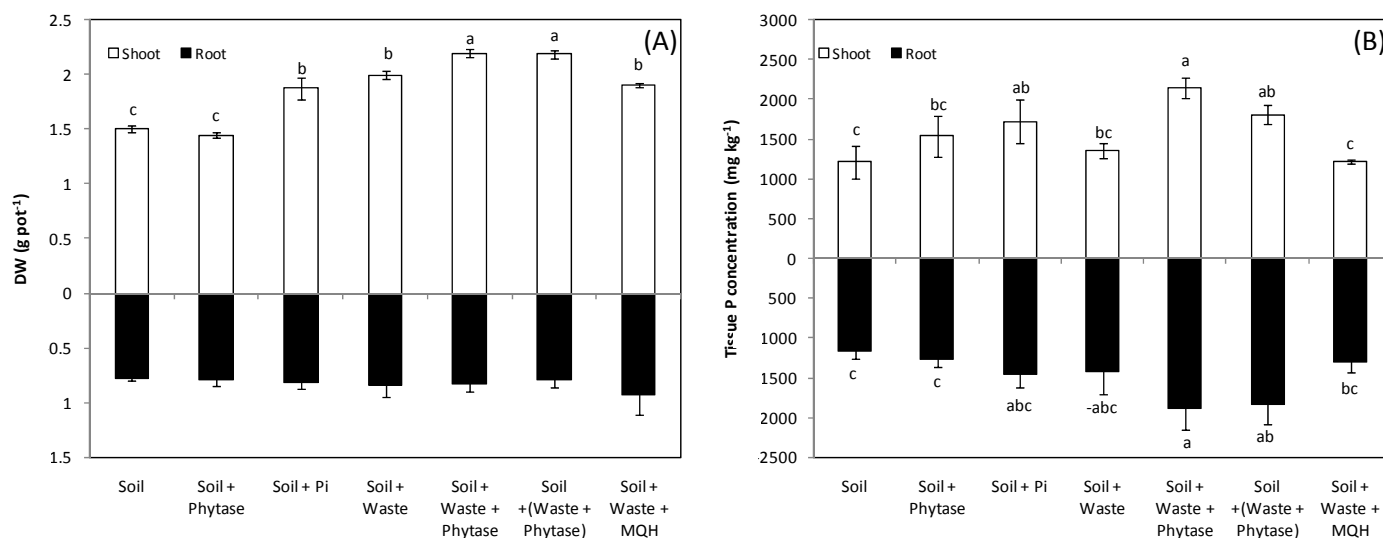 (A)
Shoot Root
DW (g pot-1)
2.5
2
1.5
1
0.5
0
0.5
1
1.5
c
c
b
b
a
a
b
Soil
Soil +
Phytase
Soil + Pi
Soil +
Waste
Soil +
Waste +
Phytase
Soil
+(Waste +
Phytase)
Soil +
Waste +
MQH
(B)
Shoot Root
Tissue P concentration (mg kg-1)
3000
2500
2000
1500
1000
500
0
500
1000
1500
2000
2500
c
bc
ab
bc
a
ab
c
c
c
abc
-abc
a
ab
bc
Soil
Soil +
Phytase
Soil + Pi
Soil +
Waste
Soil +
Waste +
Phytase
Soil
+(Waste +
Phytase)
Soil +
Waste +
MQH